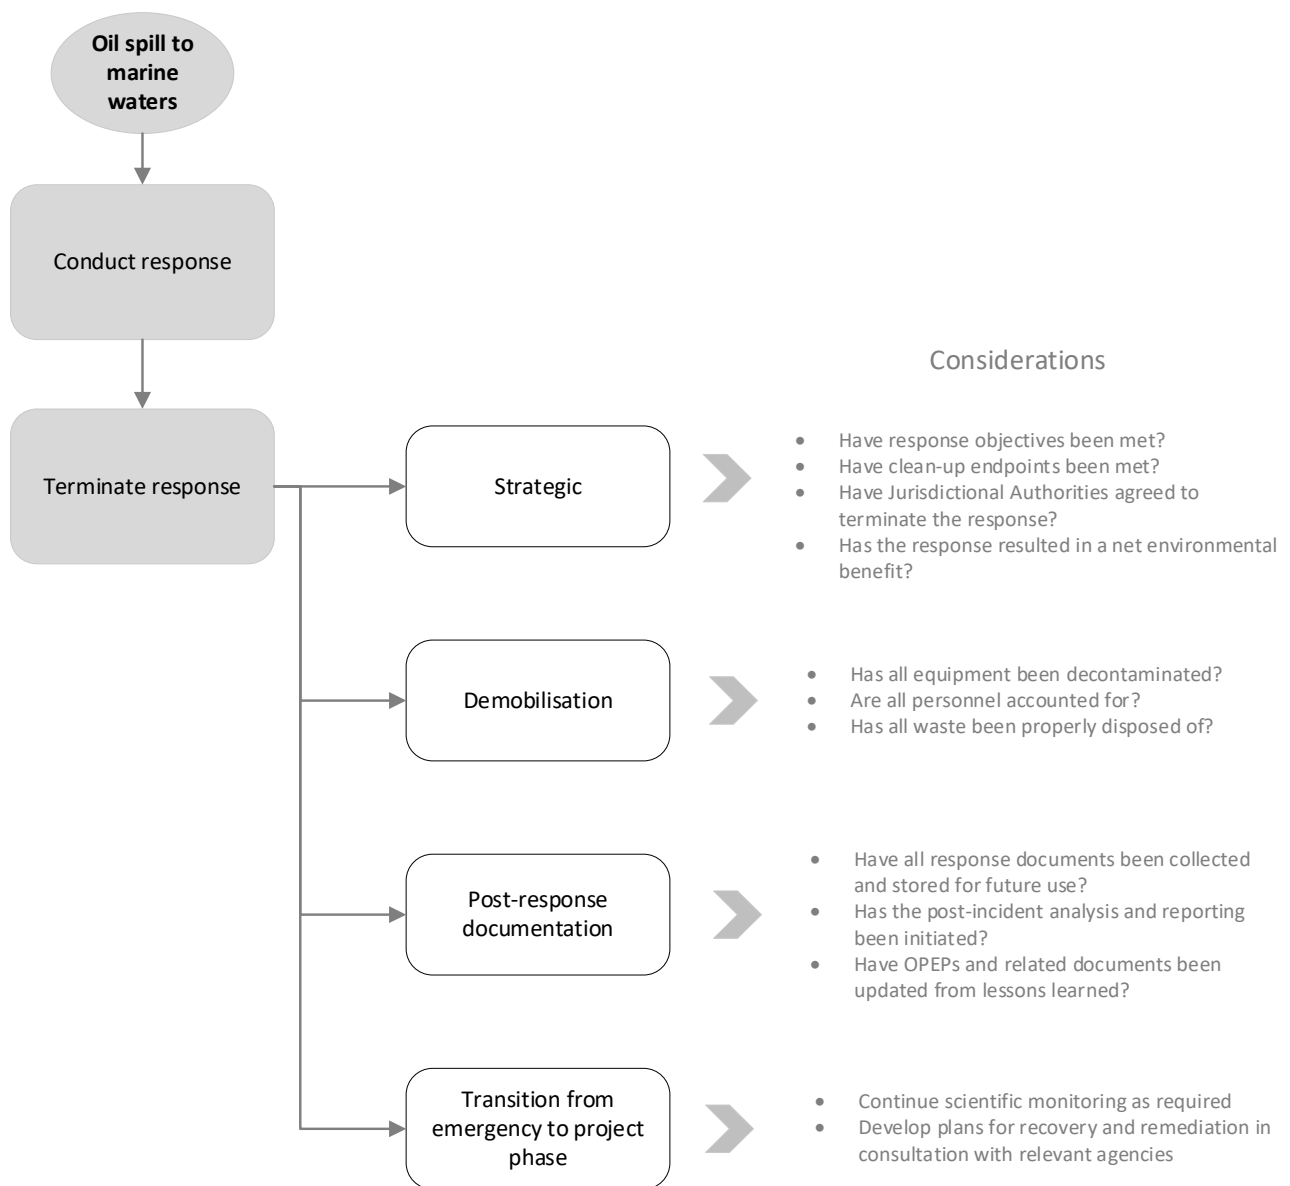 Oil spill to
marine
waters
Conduct response
Considerations
Terminate response
Strategic
• Have response objectives been met?
• Have clean-up endpoints been met?
• Have Jurisdictional Authorities agreed to
terminate the response?
• Has the response resulted in a net environmental
benefit?
Demobilisation
• Has all equipment been decontaminated?
• Are all personnel accounted for?
• Has all waste been properly disposed of?
Post-response
documentation
• Have all response documents been collected
and stored for future use?
• Has the post-incident analysis and reporting
been initiated?
• Have OPEPs and related documents been
updated from lessons learned?
Transition from
emergency to project
phase
• Continue scientific monitoring as required
• Develop plans for recovery and remediation in
consultation with relevant agencies